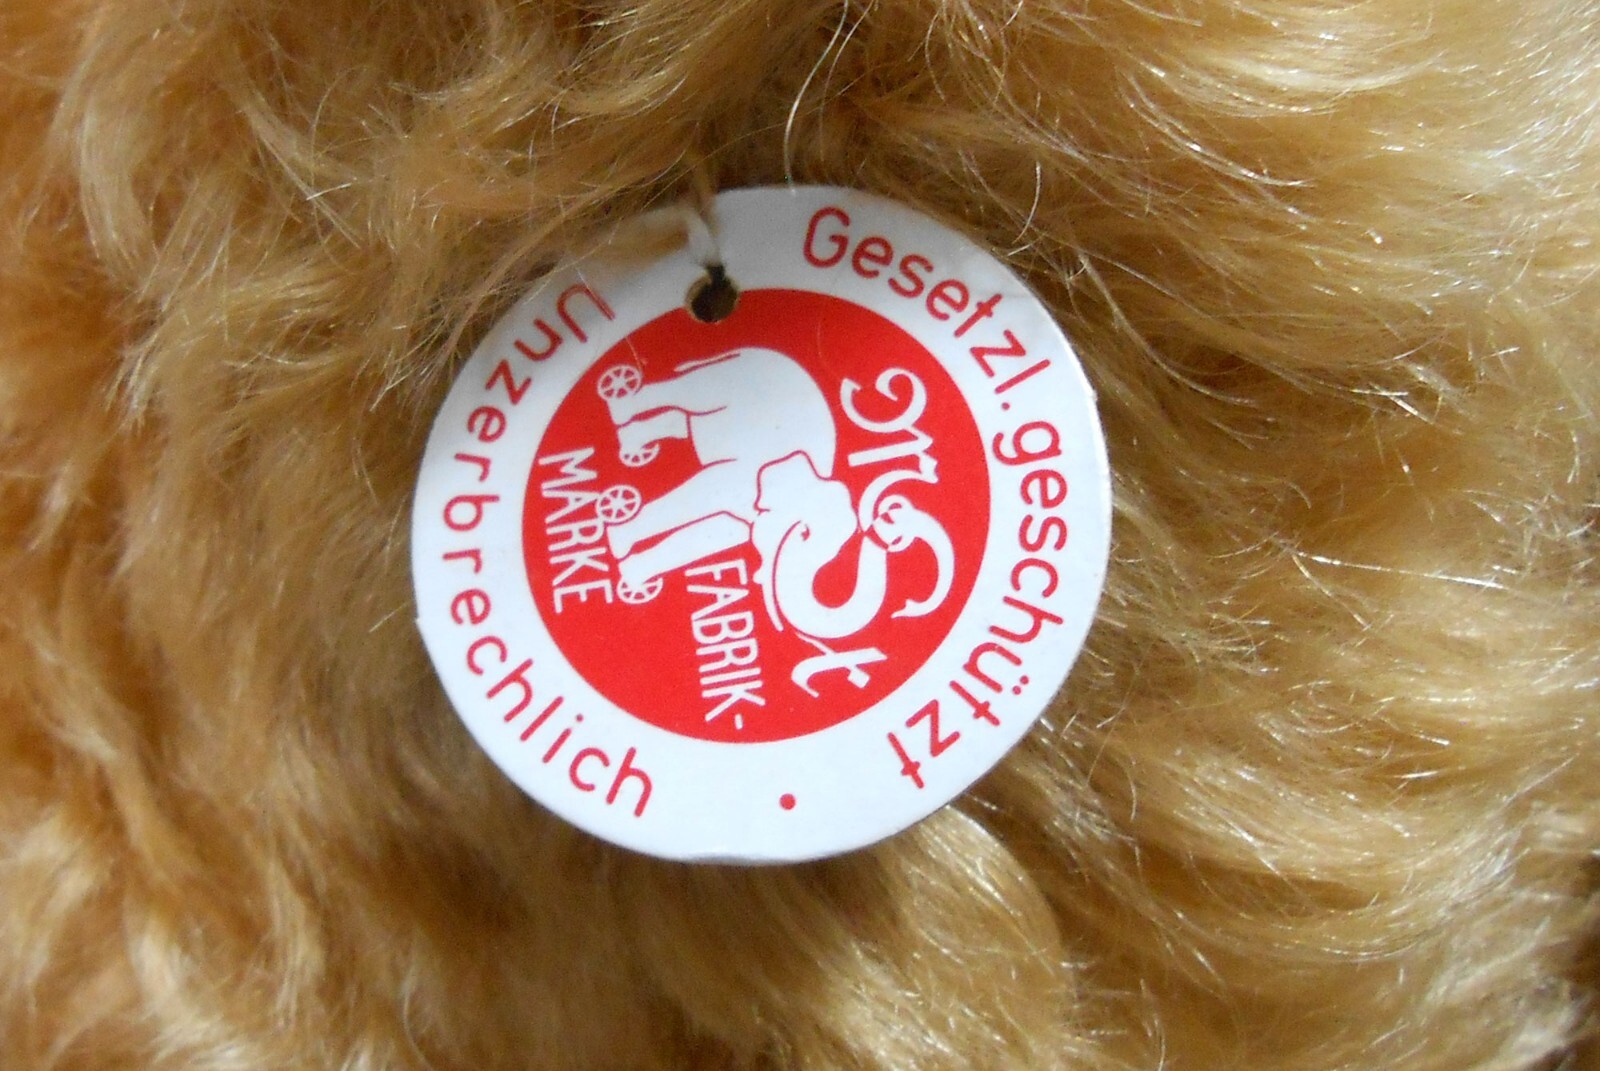 Gesetzl. geschützt
•
Unzerbrechlich
St
FABRIK-
MARKE